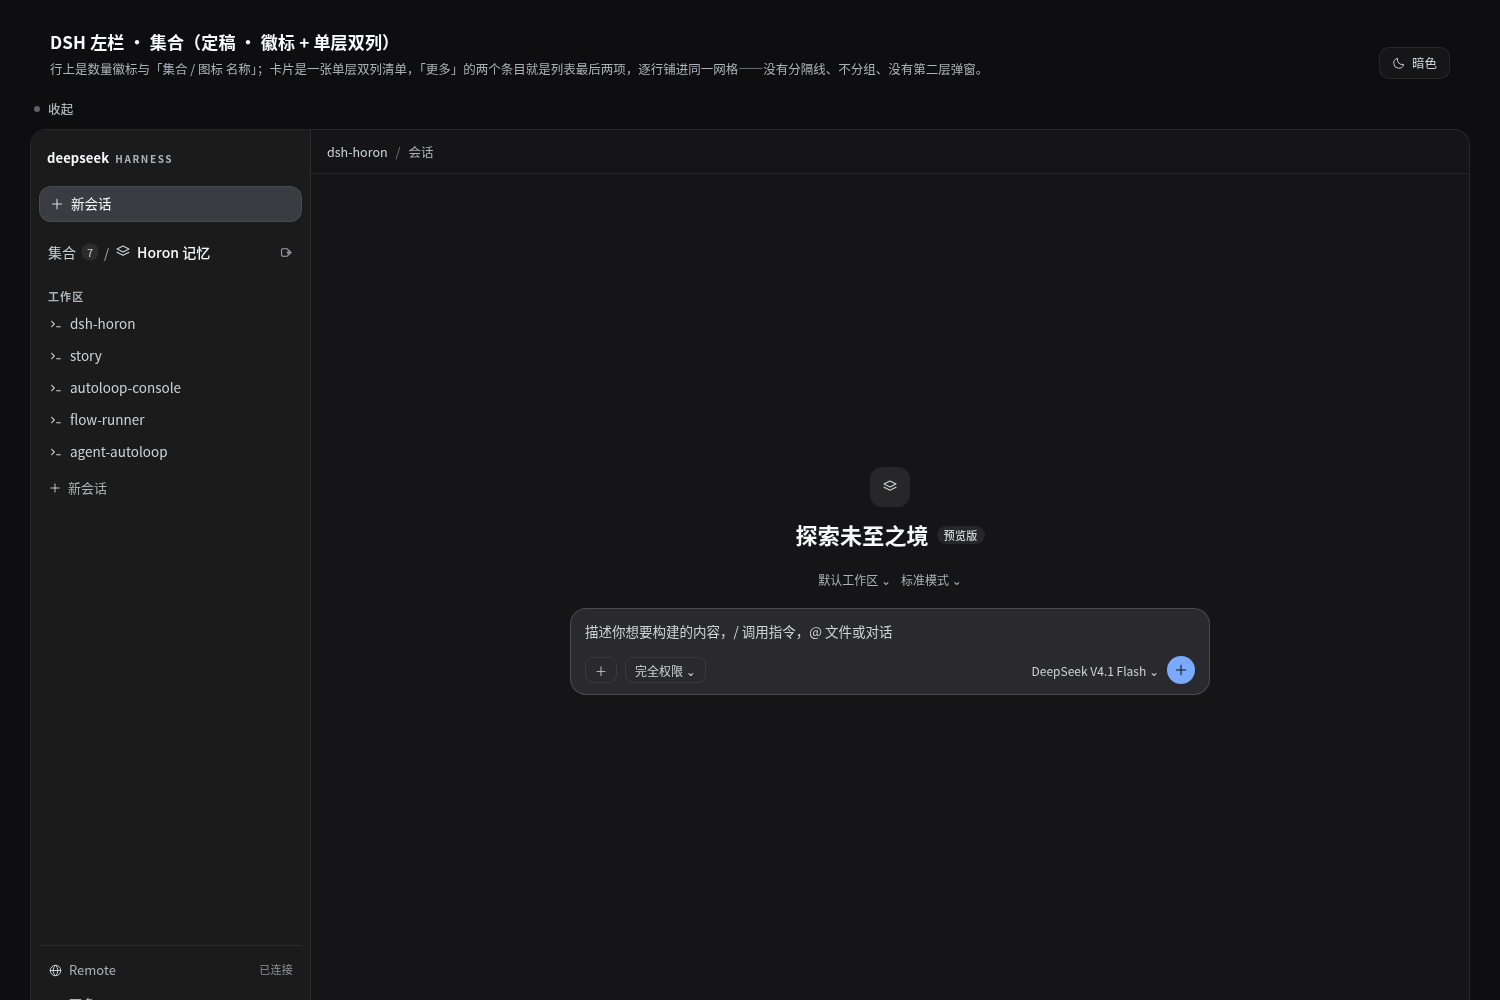 DSH 左栏 · 集合（定稿 · 徽标 + 单层双列）
行上是数量徽标与「集合 / 图标 名称」；卡片是一张单层双列清单，「更多」的两个条目就是列表最后两项，逐行铺进同一网格——没有分隔线、不分组、没有第二层弹窗。
暗色
收起
deepseek HARNESS
新会话
集合 7 / Horon 记忆
工作区
dsh-horon
story
autoloop-console
flow-runner
agent-autoloop
新会话
Remote 已连接
dsh-horon / 会话
探索未至之境 预览版
默认工作区 标准模式
描述你想要构建的内容，/ 调用指令，@ 文件或对话
完全权限 DeepSeek V4.1 Flash